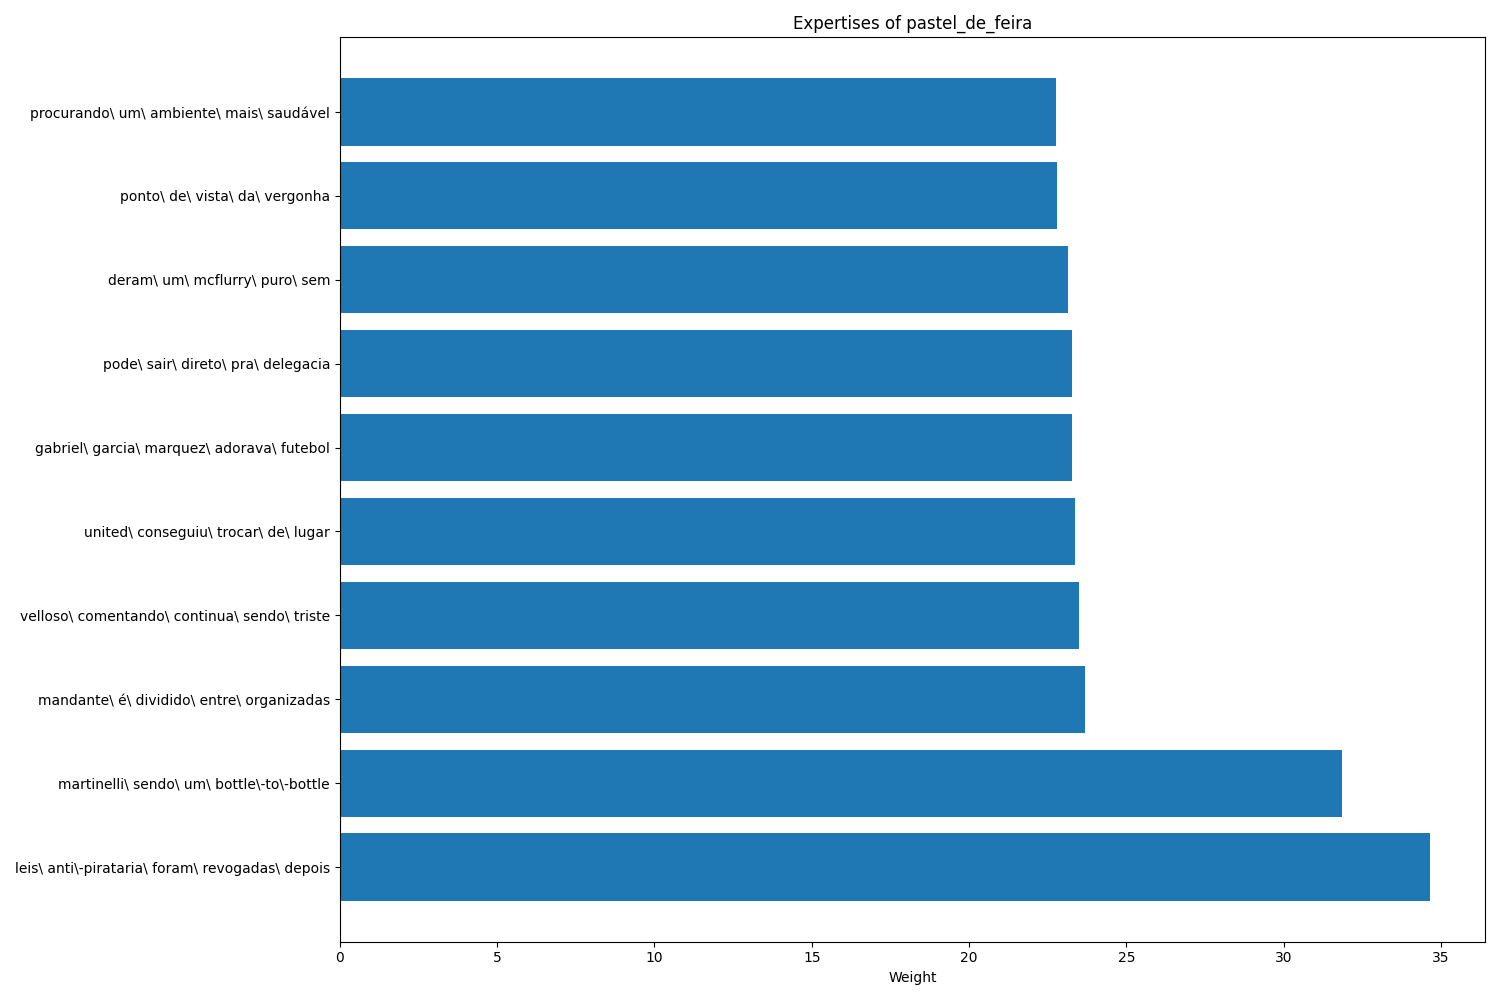 Expertises of pastel_de_feira
procurando\ um\ ambiente\ mais\ saudável
ponto\ de\ vista\ da\ vergonha
deram\ um\ mcflurry\ puro\ sem
pode\ sair\ direto\ pra\ delegacia
gabriel\ garcia\ marquez\ adorava\ futebol
united\ conseguiu\ trocar\ de\ lugar
velloso\ comentando\ continua\ sendo\ triste
mandante\ é\ dividido\ entre\ organizadas
martinelli\ sendo\ um\ bottle\-to\-bottle
leis\ anti\-pirataria\ foram\ revogadas\ depois
0 5 10 15 20 25 30 35
Weight